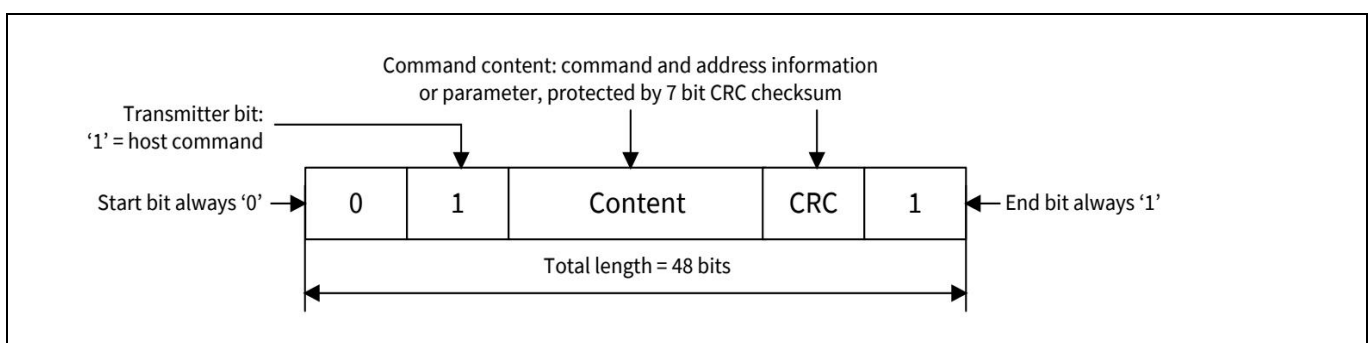 Command content: command and address information
or parameter, protected by 7 bit CRC checksum
Transmitter bit:
‘1’ = host command
Start bit always ‘0’
0
1
Content
CRC
1
End bit always ‘1’
Total length = 48 bits